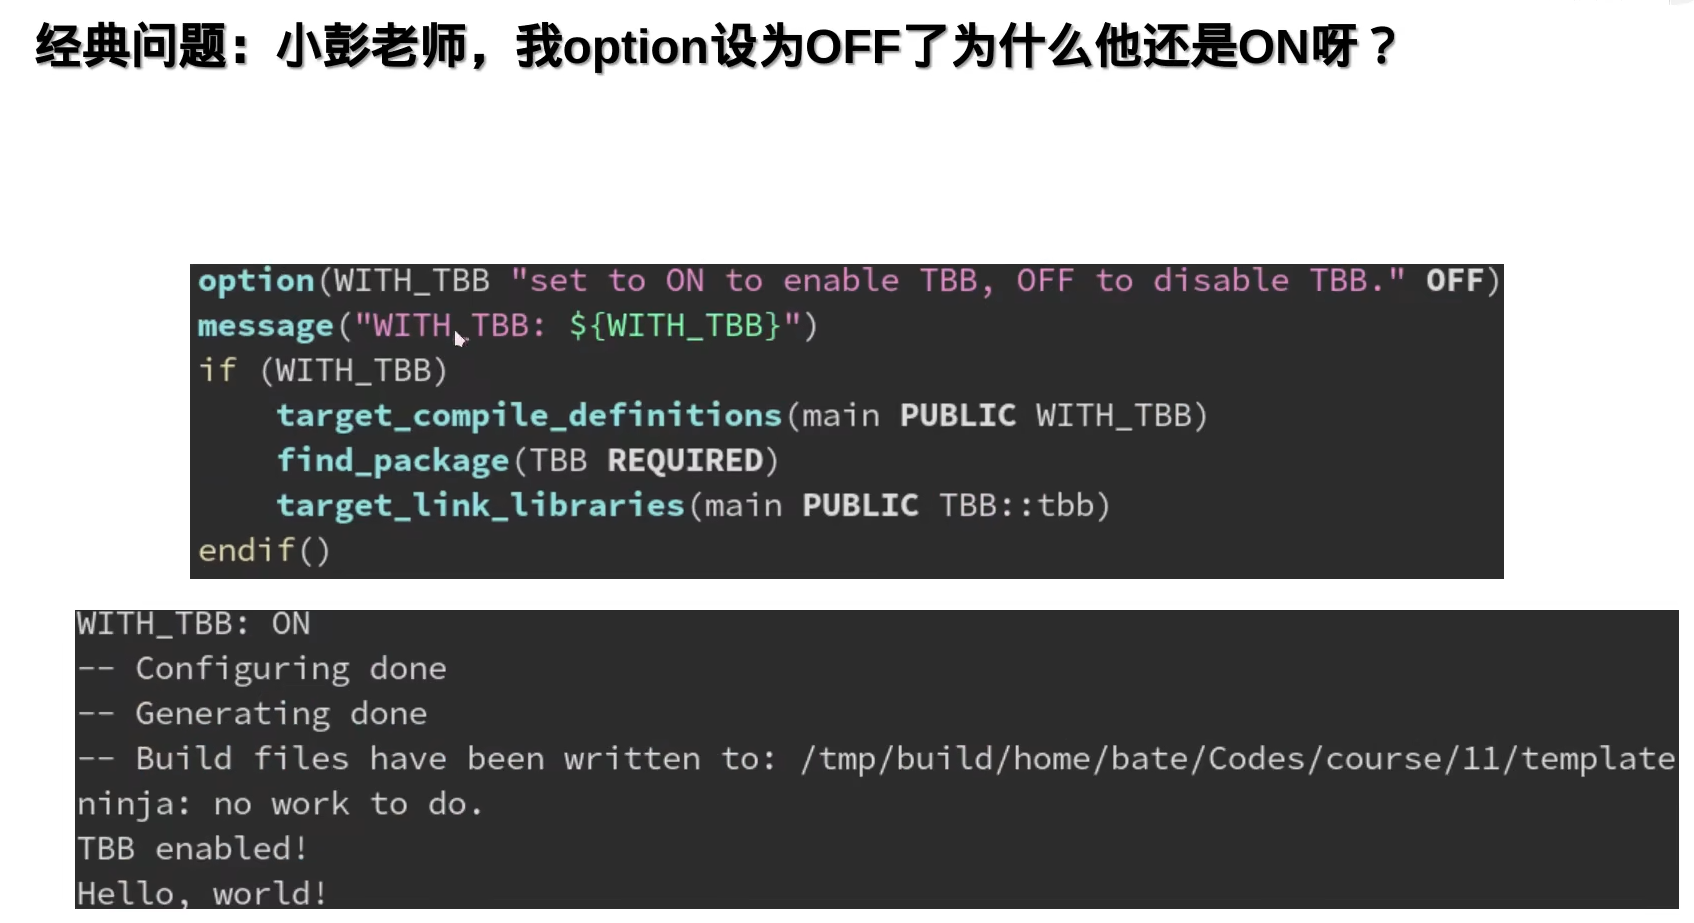 经典问题：小彭老师，我option设为OFF了为什么他还是ON呀？
option(WITH_TBB "set to ON to enable TBB, OFF to disable TBB." OFF)
message("WITH_TBB: ${WITH_TBB}")
if (WITH_TBB)
    target_compile_definitions(main PUBLIC WITH_TBB)
    find_package(TBB REQUIRED)
    target_link_libraries(main PUBLIC TBB::tbb)
endif()
WITH_TBB: ON
-- Configuring done
-- Generating done
-- Build files have been written to: /tmp/build/home/bate/Codes/course/11/template
ninja: no work to do.
TBB enabled!
Hello, world!